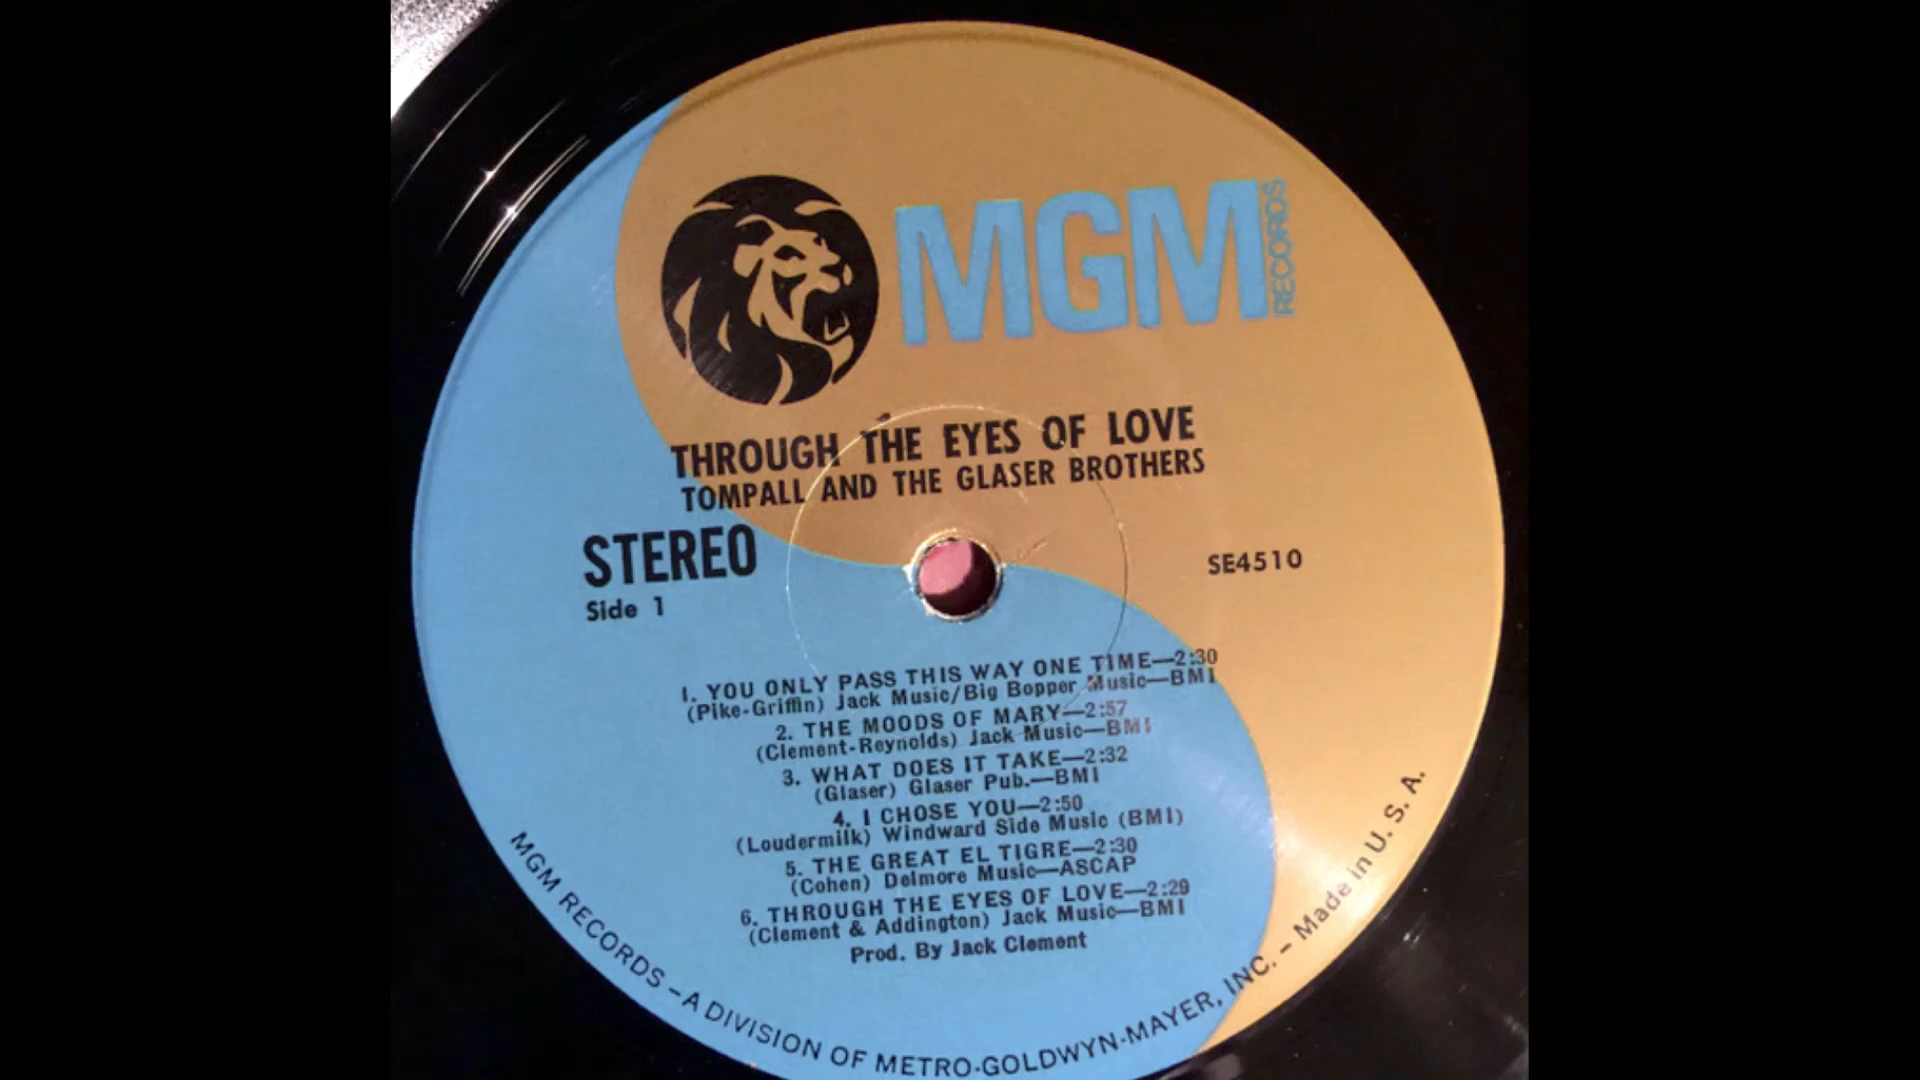 MGM RECORDS
THROUGH THE EYES OF LOVE
TOMPALL AND THE GLASER BROTHERS
STEREO
Side 1
SE4510
1. YOU ONLY PASS THIS WAY ONE TIME—2:30
(Pike-Griffin) Jack Music/Big Bopper Music—BMI
2. THE MOODS OF MARY—2:57
(Clement-Reynolds) Jack Music—BMI
3. WHAT DOES IT TAKE—2:32
(Glaser) Glaser Pub.—BMI
4. I CHOSE YOU—2:50
(Loudermilk) Windward Side Music (BMI)
5. THE GREAT EL TIGRE—2:30
(Cohen) Delmore Music—ASCAP
6. THROUGH THE EYES OF LOVE—2:29
(Clement & Addington) Jack Music—BMI
Prod. By Jack Clement
MGM RECORDS – A DIVISION OF METRO-GOLDWYN-MAYER, INC. – Made in U. S. A.